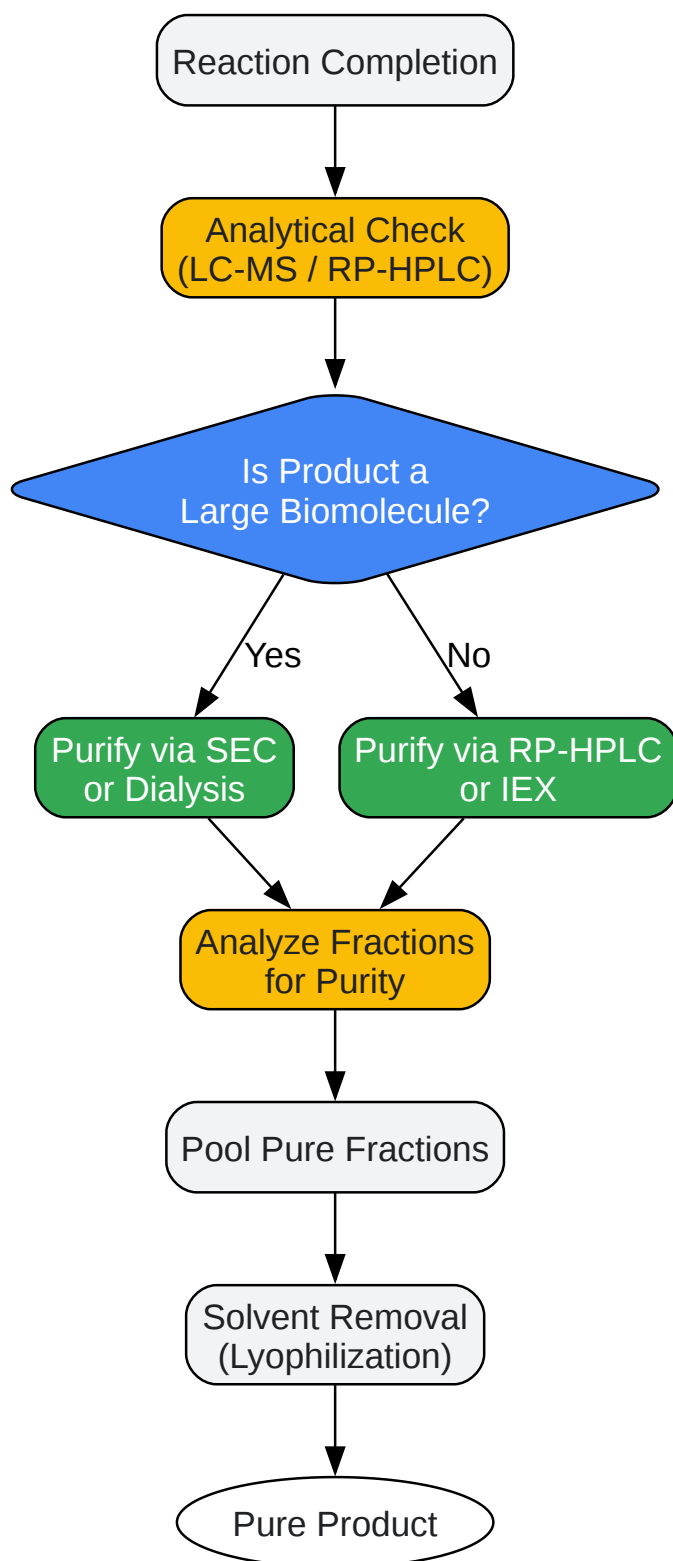 Reaction Completion
Analytical Check
(LC-MS / RP-HPLC)
Is Product a
Large Biomolecule?
Yes
No
Purify via SEC
or Dialysis
Purify via RP-HPLC
or IEX
Analyze Fractions
for Purity
Pool Pure Fractions
Solvent Removal
(Lyophilization)
Pure Product